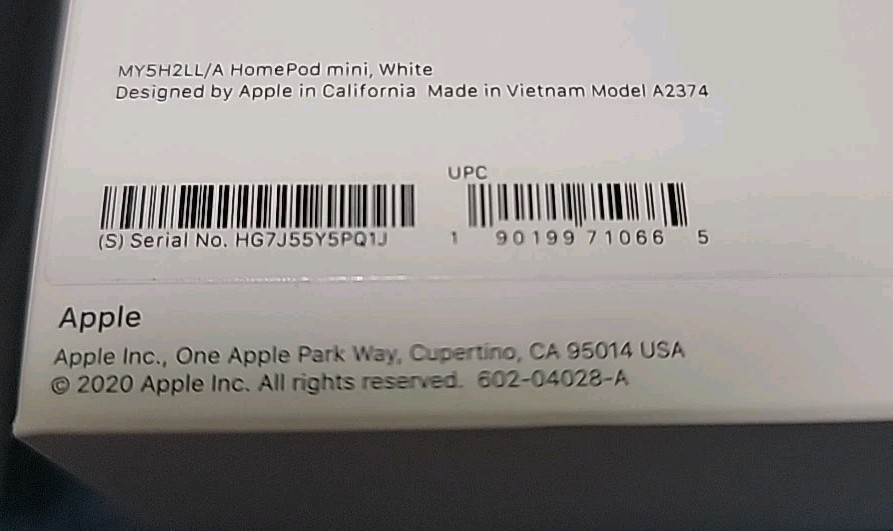 MY5H2LL/A HomePod mini, White
Designed by Apple in California Made in Vietnam Model A2374
UPC
(S) Serial No. HG7J55Y5PQ1J
1 90199 71066 5
Apple
Apple Inc., One Apple Park Way, Cupertino, CA 95014 USA
© 2020 Apple Inc. All rights reserved. 602-04028-A